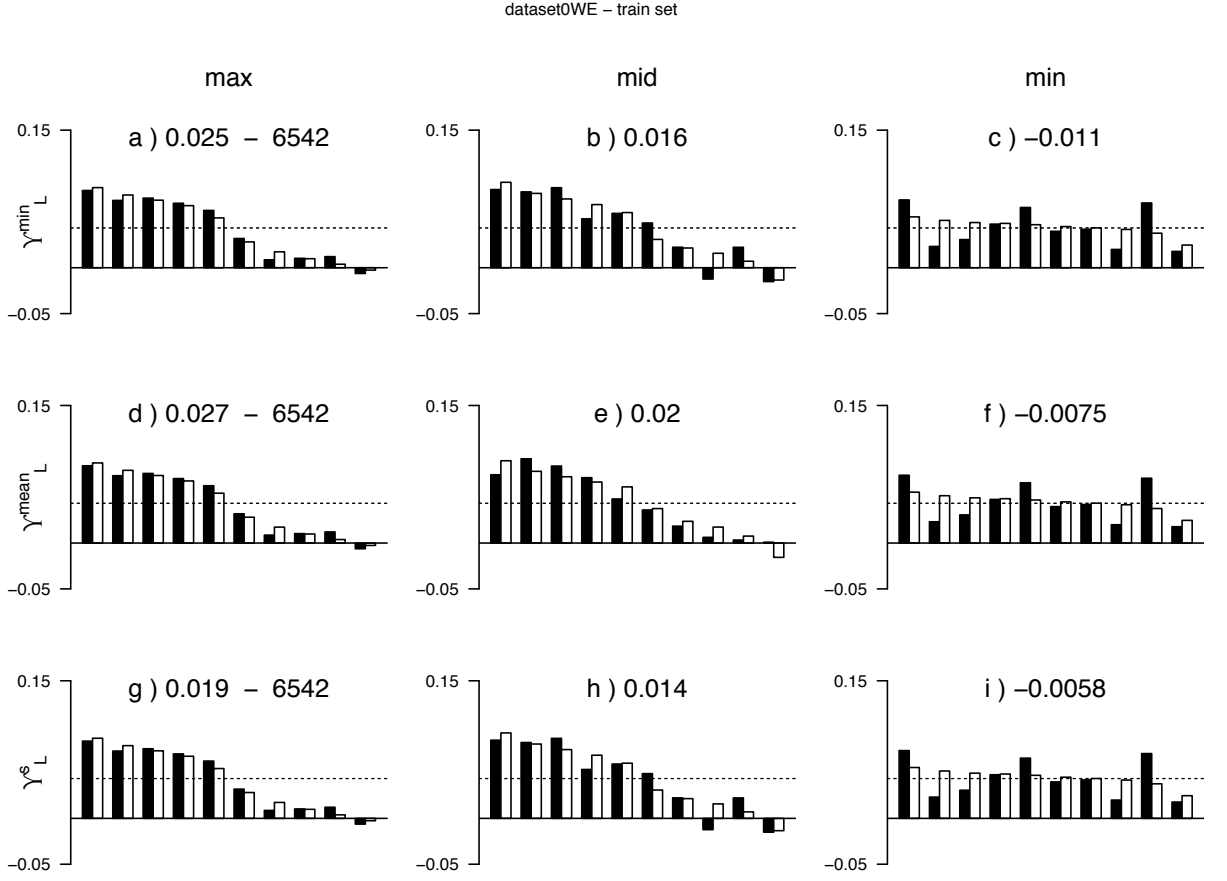 dataset0WE − train set
max mid min
a ) 0.025 − 6542 b ) 0.016 c ) −0.011
0.15 0.15 0.15
ϒ^min_L
−0.05 −0.05 −0.05
d ) 0.027 − 6542 e ) 0.02 f ) −0.0075
0.15 0.15 0.15
ϒ^mean_L
−0.05 −0.05 −0.05
g ) 0.019 − 6542 h ) 0.014 i ) −0.0058
0.15 0.15 0.15
ϒ^s_L
−0.05 −0.05 −0.05